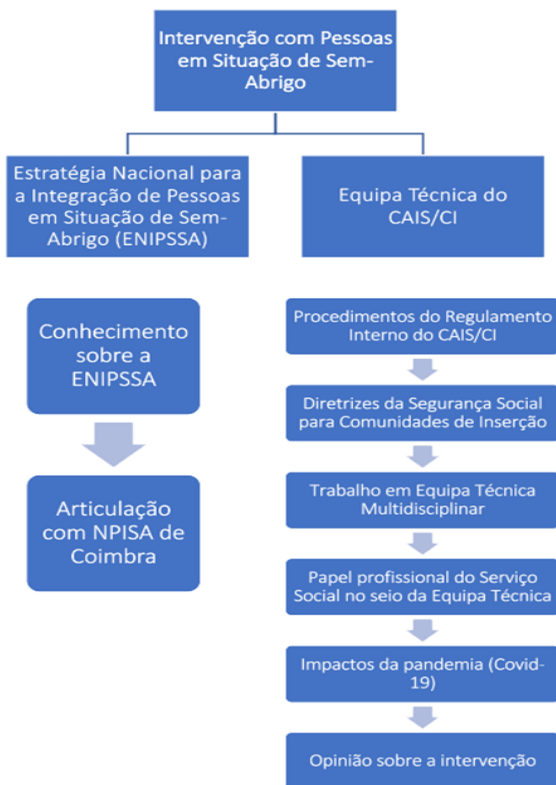 Intervenção com Pessoas
em Situação de Sem-
Abrigo
Estratégia Nacional para
a Integração de Pessoas
em Situação de Sem-
Abrigo (ENIPSSA)
Equipa Técnica do
CAIS/CI
Conhecimento
sobre a
ENIPSSA
Articulação
com NPISA de
Coimbra
Procedimentos do Regulamento
Interno do CAIS/CI
Diretrizes da Segurança Social
para Comunidades de Inserção
Trabalho em Equipa Técnica
Multidisciplinar
Papel profissional do Serviço
Social no seio da Equipa Técnica
Impactos da pandemia (Covid-
19)
Opinião sobre a intervenção